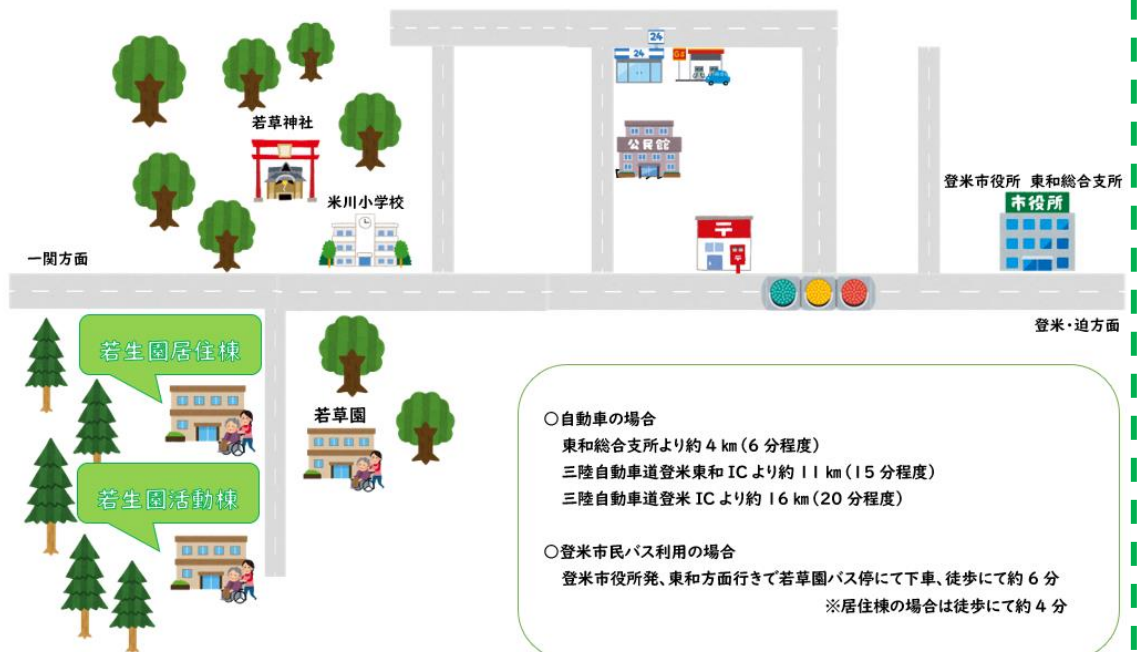 24
24
GS
若草神社
公民館
登米市役所 東和総合支所
市役所
米川小学校
〒
一関方面
登米・迫方面
若生園居住棟
若草園
若生園活動棟
○自動車の場合
東和総合支所より約4㎞(6分程度)
三陸自動車道登米東和ICより約11㎞(15分程度)
三陸自動車道登米ICより約16㎞(20分程度)
○登米市民バス利用の場合
登米市役所発、東和方面行きで若草園バス停にて下車、徒歩にて約6分
※居住棟の場合は徒歩にて約4分